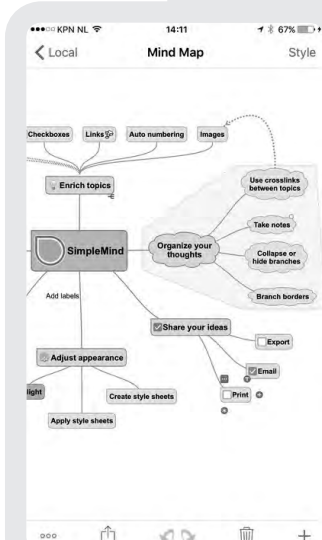 KPN NL 14:11 67%
Local Mind Map Style
Checkboxes Links Auto numbering Images
Enrich topics
Use crosslinks
between topics
Take notes
Collapse or
hide branches
Branch borders
SimpleMind
Organize your
thoughts
Add labels
Share your ideas
Export
Email
Print
Adjust appearance
light
Create style sheets
Apply style sheets